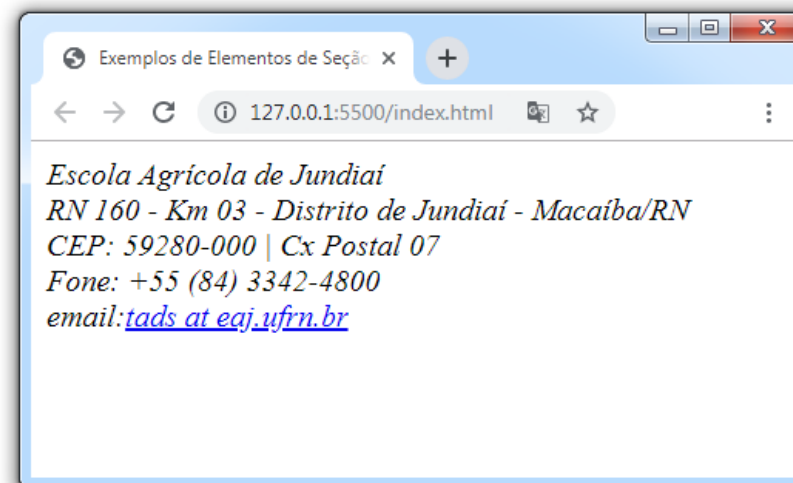 Exemplos de Elementos de Seçã
127.0.0.1:5500/index.html
Escola Agrícola de Jundiaí
RN 160 - Km 03 - Distrito de Jundiaí - Macaíba/RN
CEP: 59280-000 | Cx Postal 07
Fone: +55 (84) 3342-4800
email:tads at eaj.ufrn.br